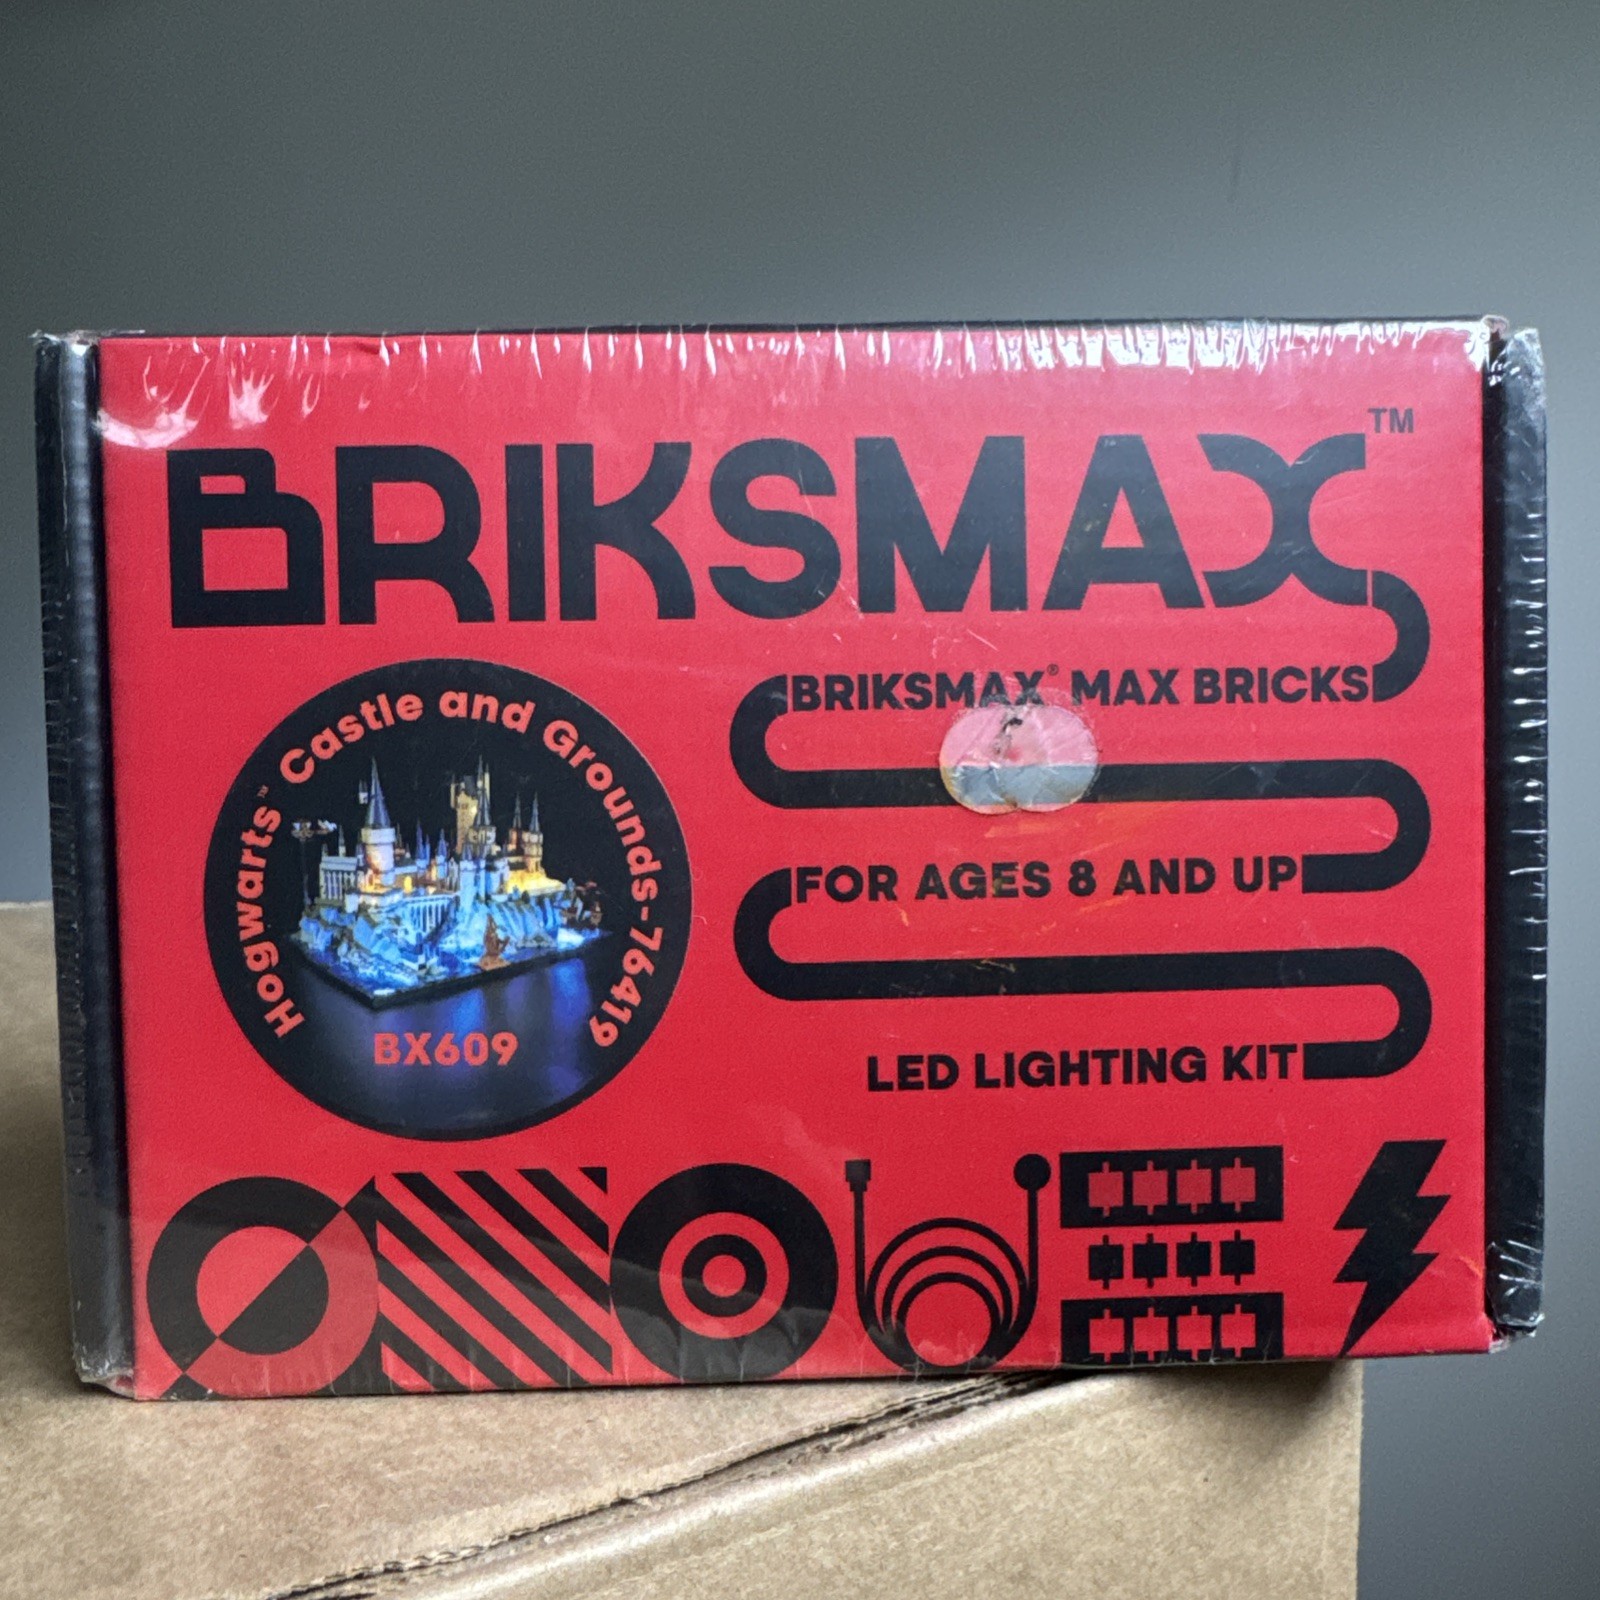 BRIKSMAX™
BRIKSMAX® MAX BRICKS
Hogwarts™ Castle and Grounds-76419
BX609
FOR AGES 8 AND UP
LED LIGHTING KIT